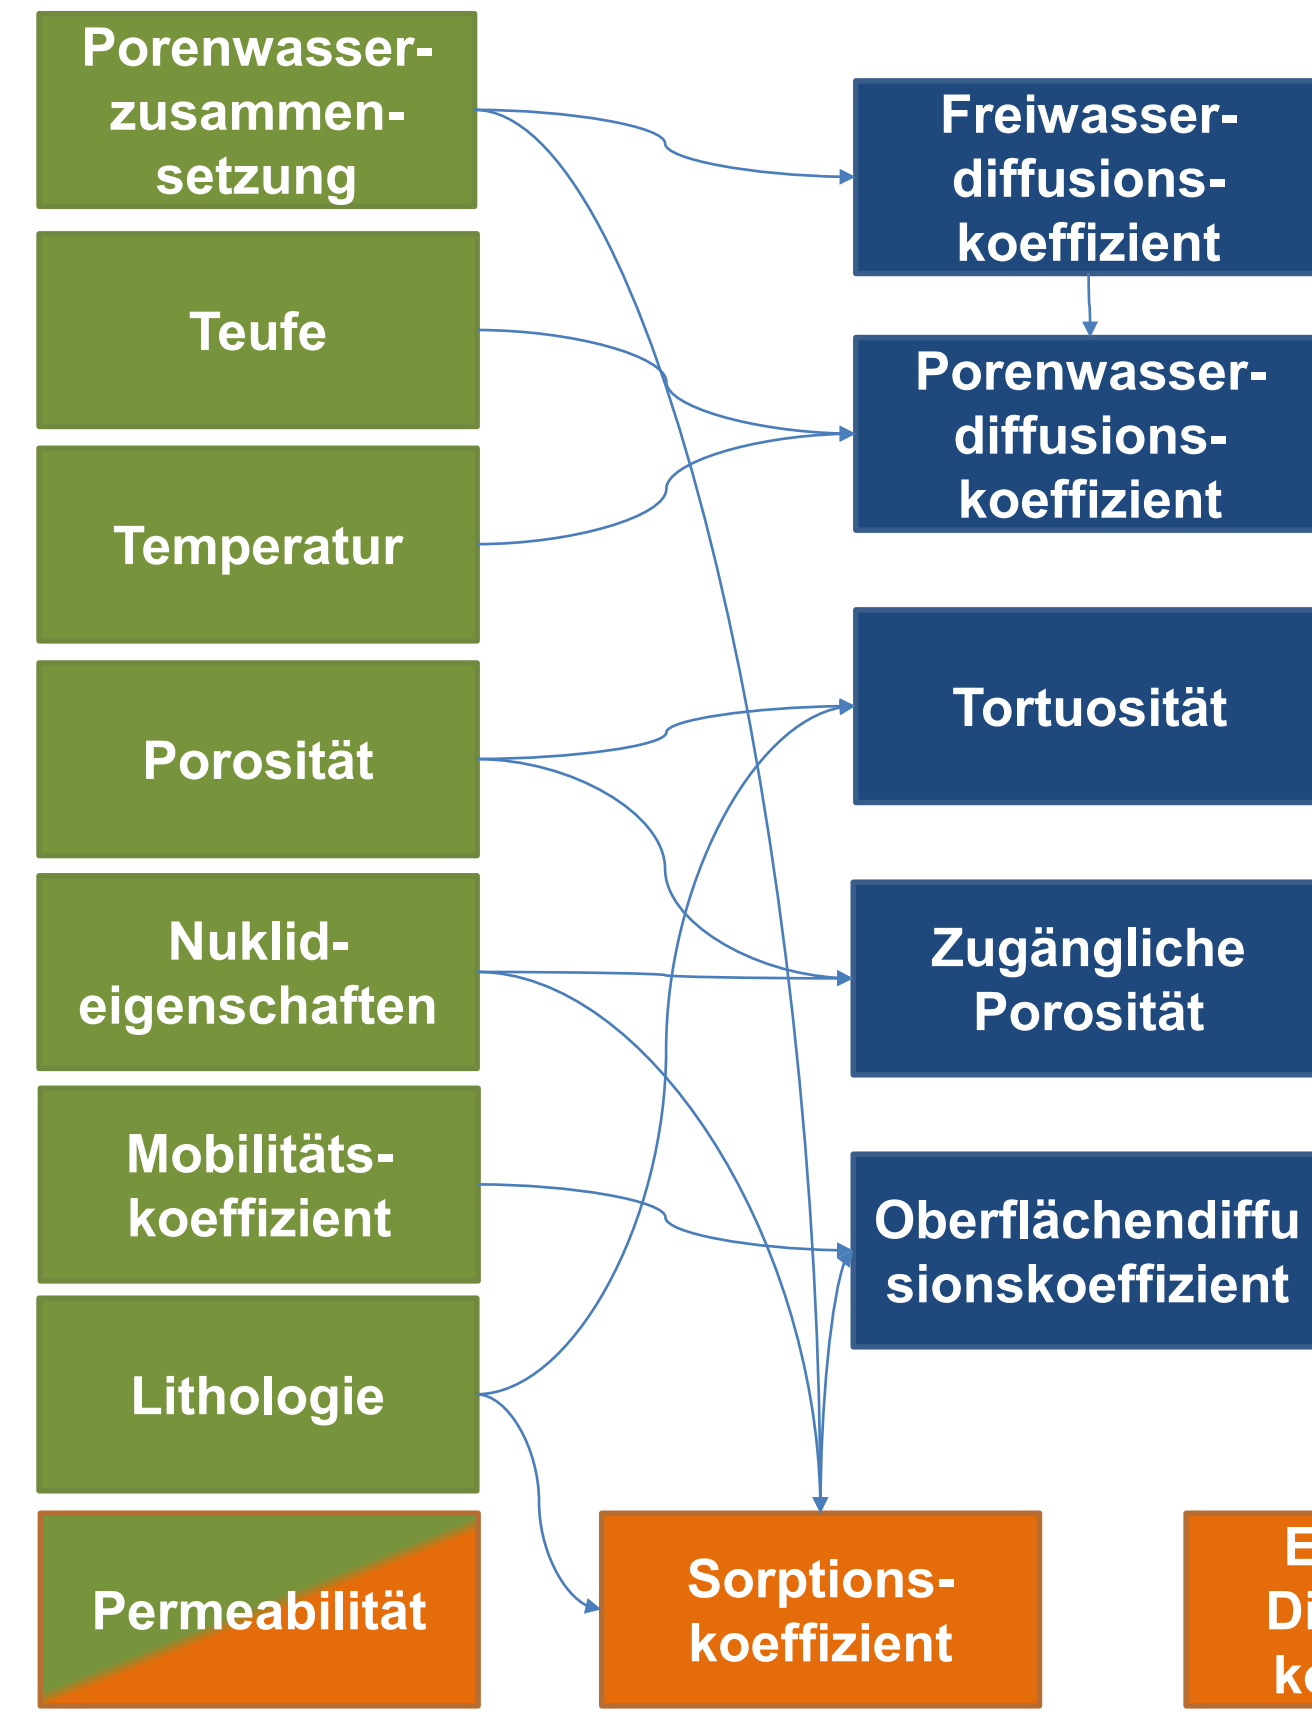 Porenwasser-
zusammen-
setzung
Teufe
Temperatur
Porosität
Nuklid-
eigenschaften
Mobilitäts-
koeffizient
Lithologie
Permeabilität
Freiwasser-
diffusions-
koeffizient
Porenwasser-
diffusions-
koeffizient
Tortuosität
Zugängliche
Porosität
Oberflächendiffu
sionskoeffizient
Sorptions-
koeffizient